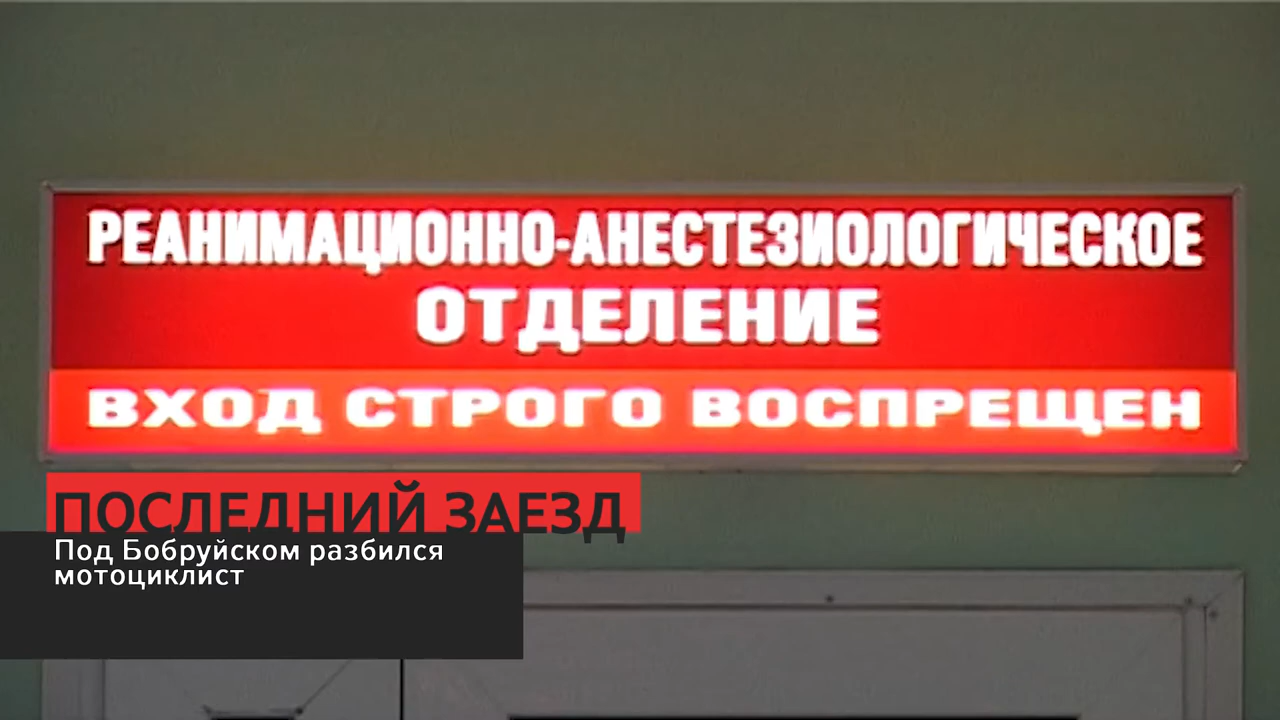 РЕАНИМАЦИОННО-АНЕСТЕЗИОЛОГИЧЕСКОЕ
ОТДЕЛЕНИЕ
ВХОД СТРОГО ВОСПРЕЩЕН
ПОСЛЕДНИЙ ЗАЕЗД
Под Бобруйском разбился
мотоциклист